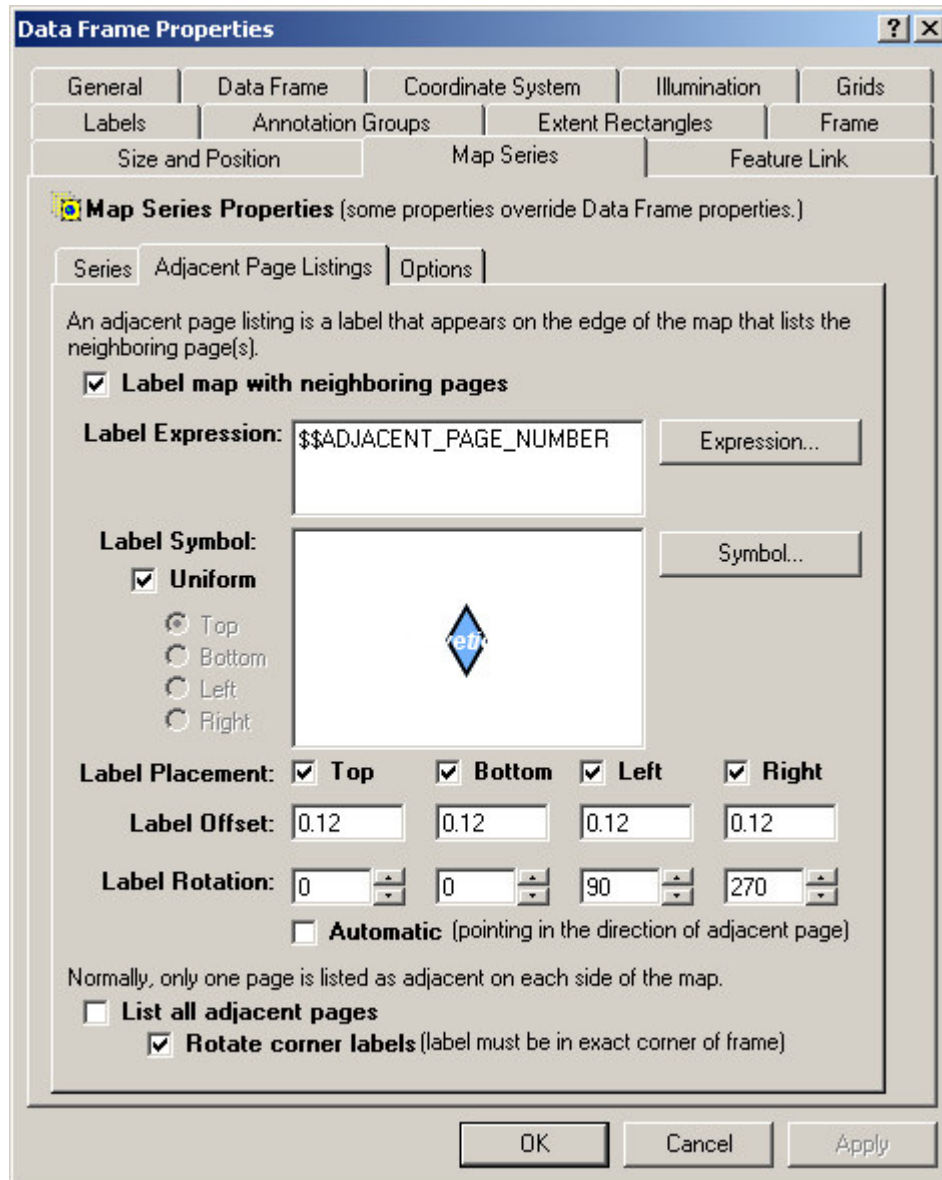 Data Frame Properties
General Data Frame Coordinate System Illumination Grids
Labels Annotation Groups Extent Rectangles Frame
Size and Position Map Series Feature Link
Map Series Properties (some properties override Data Frame properties.)
Series Adjacent Page Listings Options
An adjacent page listing is a label that appears on the edge of the map that lists the
neighboring page(s).
Label map with neighboring pages
Label Expression: $$ADJACENT_PAGE_NUMBER Expression...
Label Symbol: Symbol...
Uniform
Top
Bottom
Left
Right
Label Placement: Top Bottom Left Right
Label Offset: 0.12 0.12 0.12 0.12
Label Rotation: 0 0 90 270
Automatic (pointing in the direction of adjacent page)
Normally, only one page is listed as adjacent on each side of the map.
List all adjacent pages
Rotate corner labels (label must be in exact corner of frame)
OK Cancel Apply